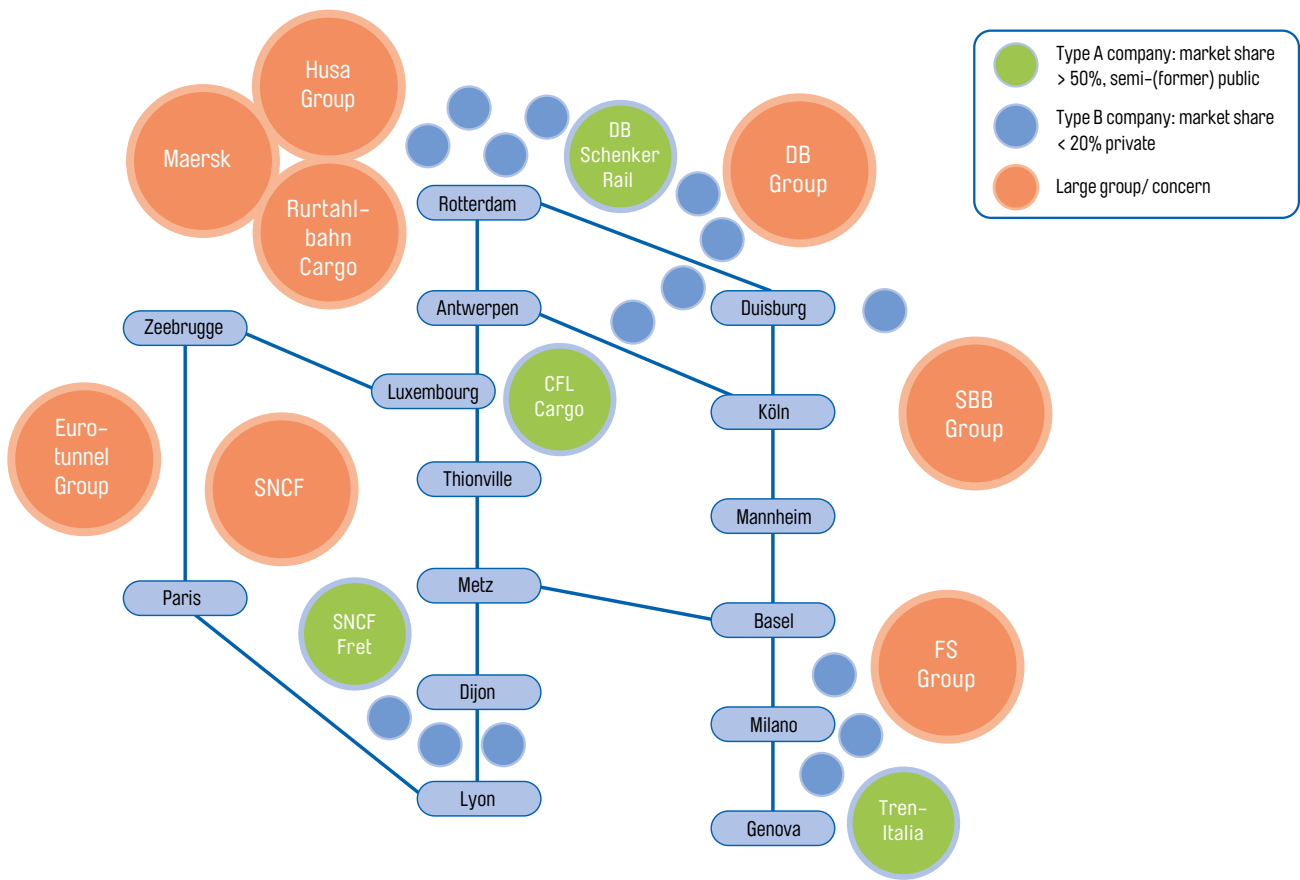 Husa
Group
Maersk
Rurtahl-
bahn
Cargo
DB
Schenker
Rail
DB
Group
Type A company: market share
> 50%, semi-(former) public
Type B company: market share
< 20% private
Large group/ concern
Rotterdam
Antwerpen
Duisburg
Zeebrugge
Luxembourg
CFL
Cargo
Köln
SBB
Group
Euro-
tunnel
Group
SNCF
Thionville
Mannheim
Paris
Metz
Basel
SNCF
Fret
FS
Group
Dijon
Milano
Lyon
Genova
Tren-
Italia